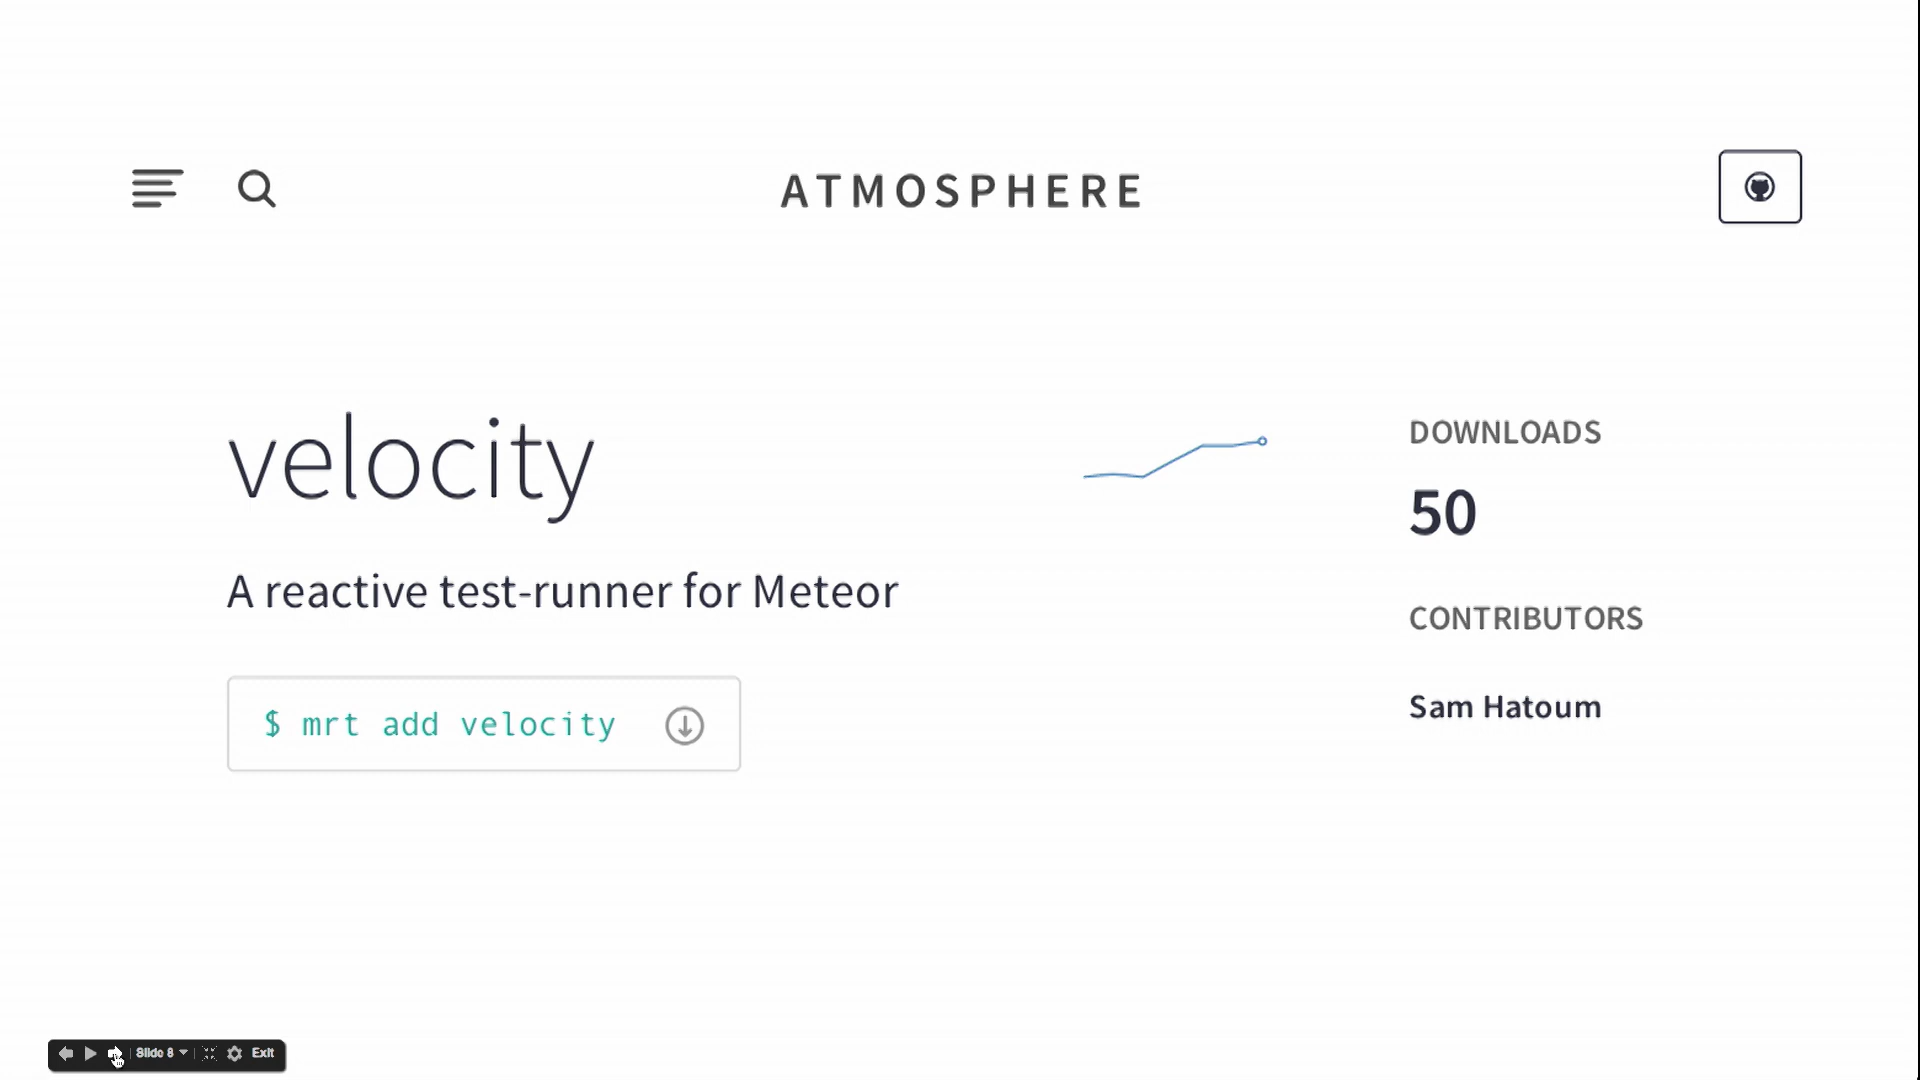 ATMOSPHERE
velocity
A reactive test-runner for Meteor
$ mrt add velocity
DOWNLOADS
50
CONTRIBUTORS
Sam Hatoum
Slide 8
Exit